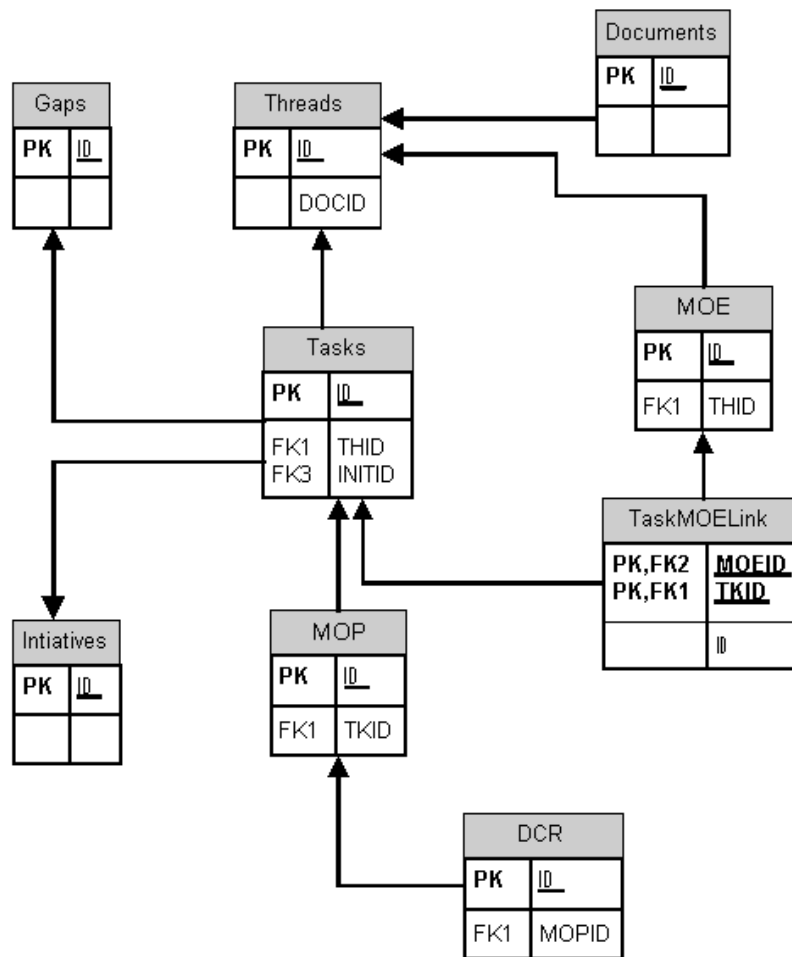 Documents
PK ID
Gaps
PK ID
Threads
PK ID
DOCID
MOE
PK ID
FK1 THID
Tasks
PK ID
FK1 THID
FK3 INITID
TaskMOELink
PK,FK2 MOEID
PK,FK1 TKID
ID
Intiatives
PK ID
MOP
PK ID
FK1 TKID
DCR
PK ID
FK1 MOPID